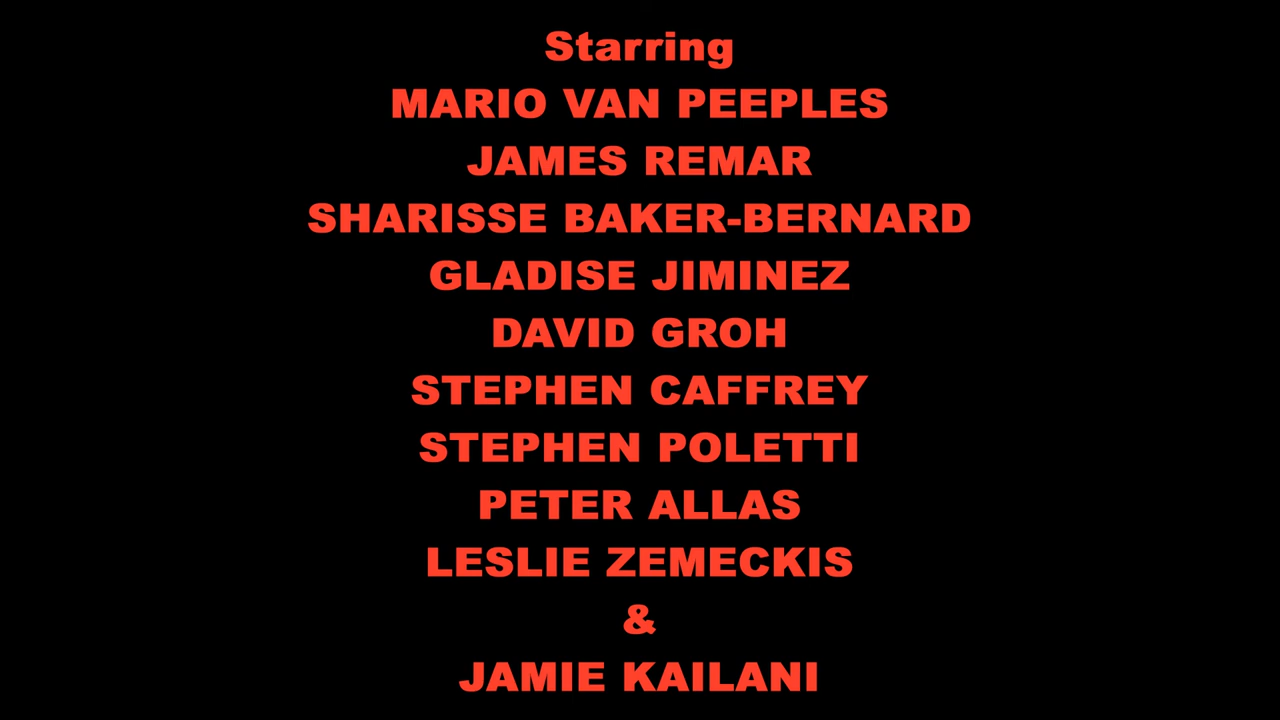 Starring
MARIO VAN PEEPLES
JAMES REMAR
SHARISSE BAKER-BERNARD
GLADISE JIMINEZ
DAVID GROH
STEPHEN CAFFREY
STEPHEN POLETTI
PETER ALLAS
LESLIE ZEMECKIS
&
JAMIE KAILANI